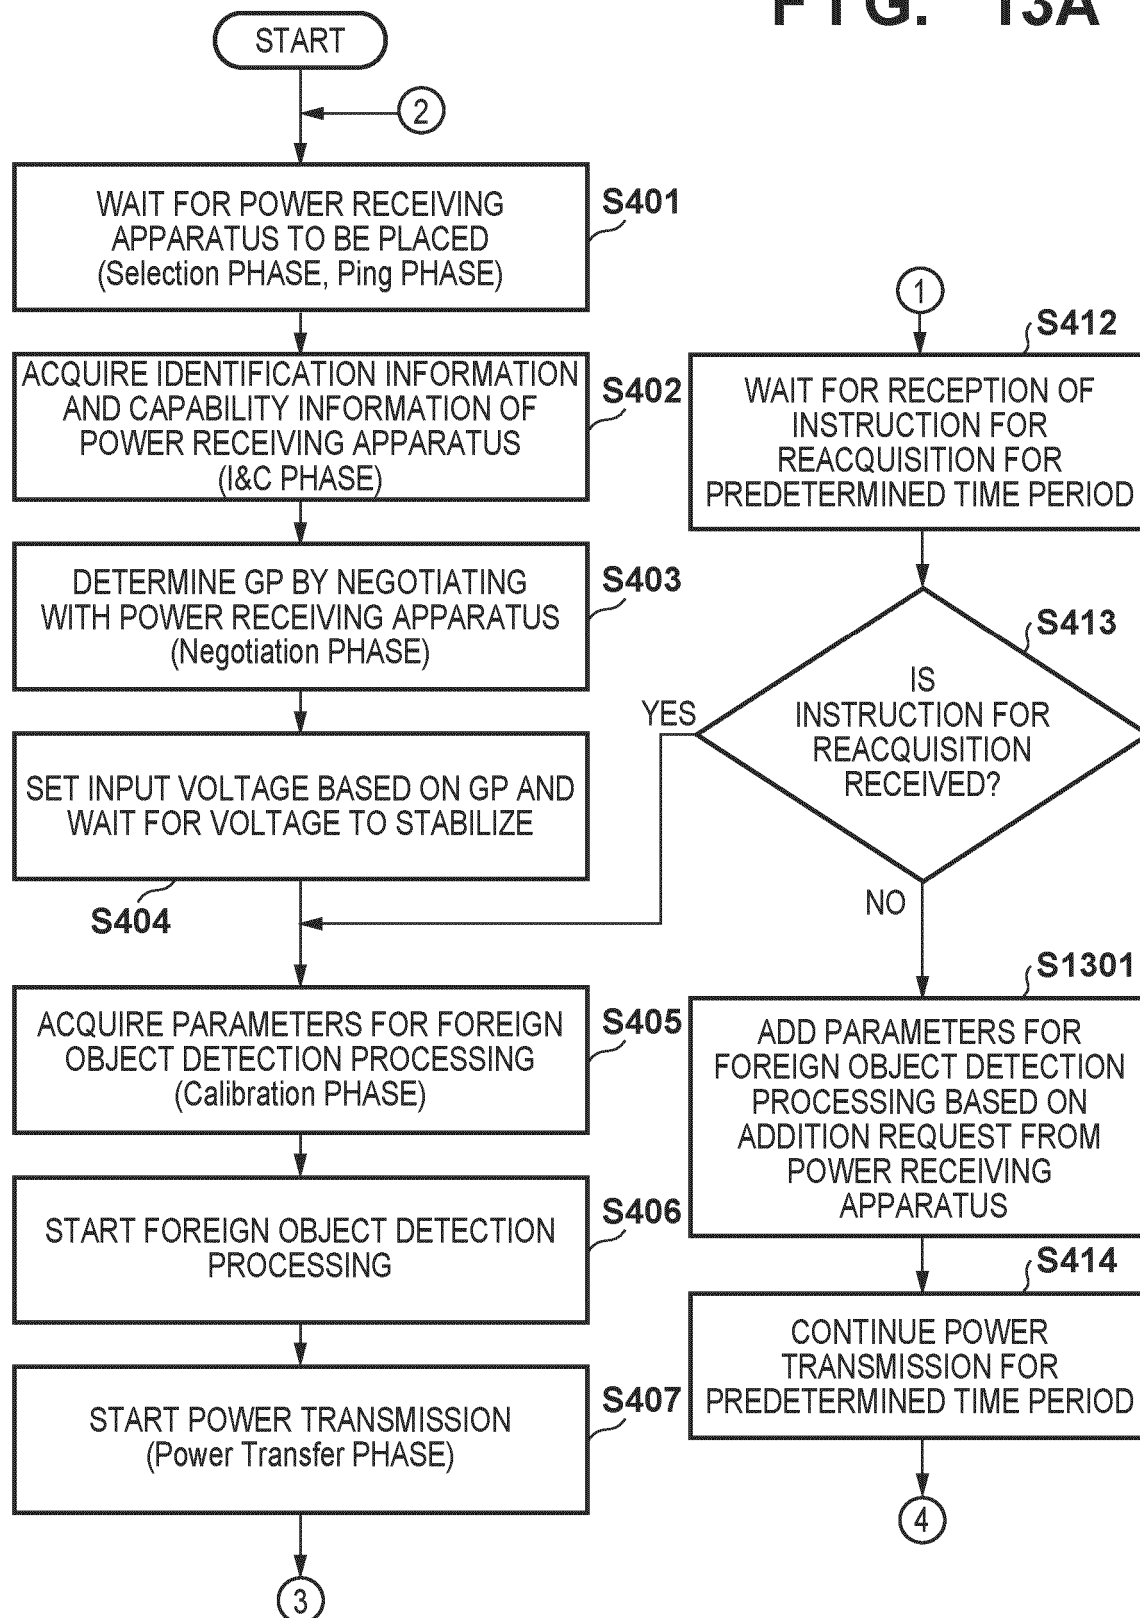 FIG. 13A
START
2
WAIT FOR POWER RECEIVING
APPARATUS TO BE PLACED
(Selection PHASE, Ping PHASE)
S401
ACQUIRE IDENTIFICATION INFORMATION
AND CAPABILITY INFORMATION OF
POWER RECEIVING APPARATUS
(I&C PHASE)
S402
DETERMINE GP BY NEGOTIATING
WITH POWER RECEIVING APPARATUS
(Negotiation PHASE)
S403
SET INPUT VOLTAGE BASED ON GP AND
WAIT FOR VOLTAGE TO STABILIZE
S404
ACQUIRE PARAMETERS FOR FOREIGN
OBJECT DETECTION PROCESSING
(Calibration PHASE)
S405
START FOREIGN OBJECT DETECTION
PROCESSING
S406
START POWER TRANSMISSION
(Power Transfer PHASE)
S407
3
1
S412
WAIT FOR RECEPTION OF
INSTRUCTION FOR
REACQUISITION FOR
PREDETERMINED TIME PERIOD
S413
IS
INSTRUCTION FOR
REACQUISITION
RECEIVED?
YES
NO
S1301
ADD PARAMETERS FOR
FOREIGN OBJECT DETECTION
PROCESSING BASED ON
ADDITION REQUEST FROM
POWER RECEIVING
APPARATUS
S414
CONTINUE POWER
TRANSMISSION FOR
PREDETERMINED TIME PERIOD
4